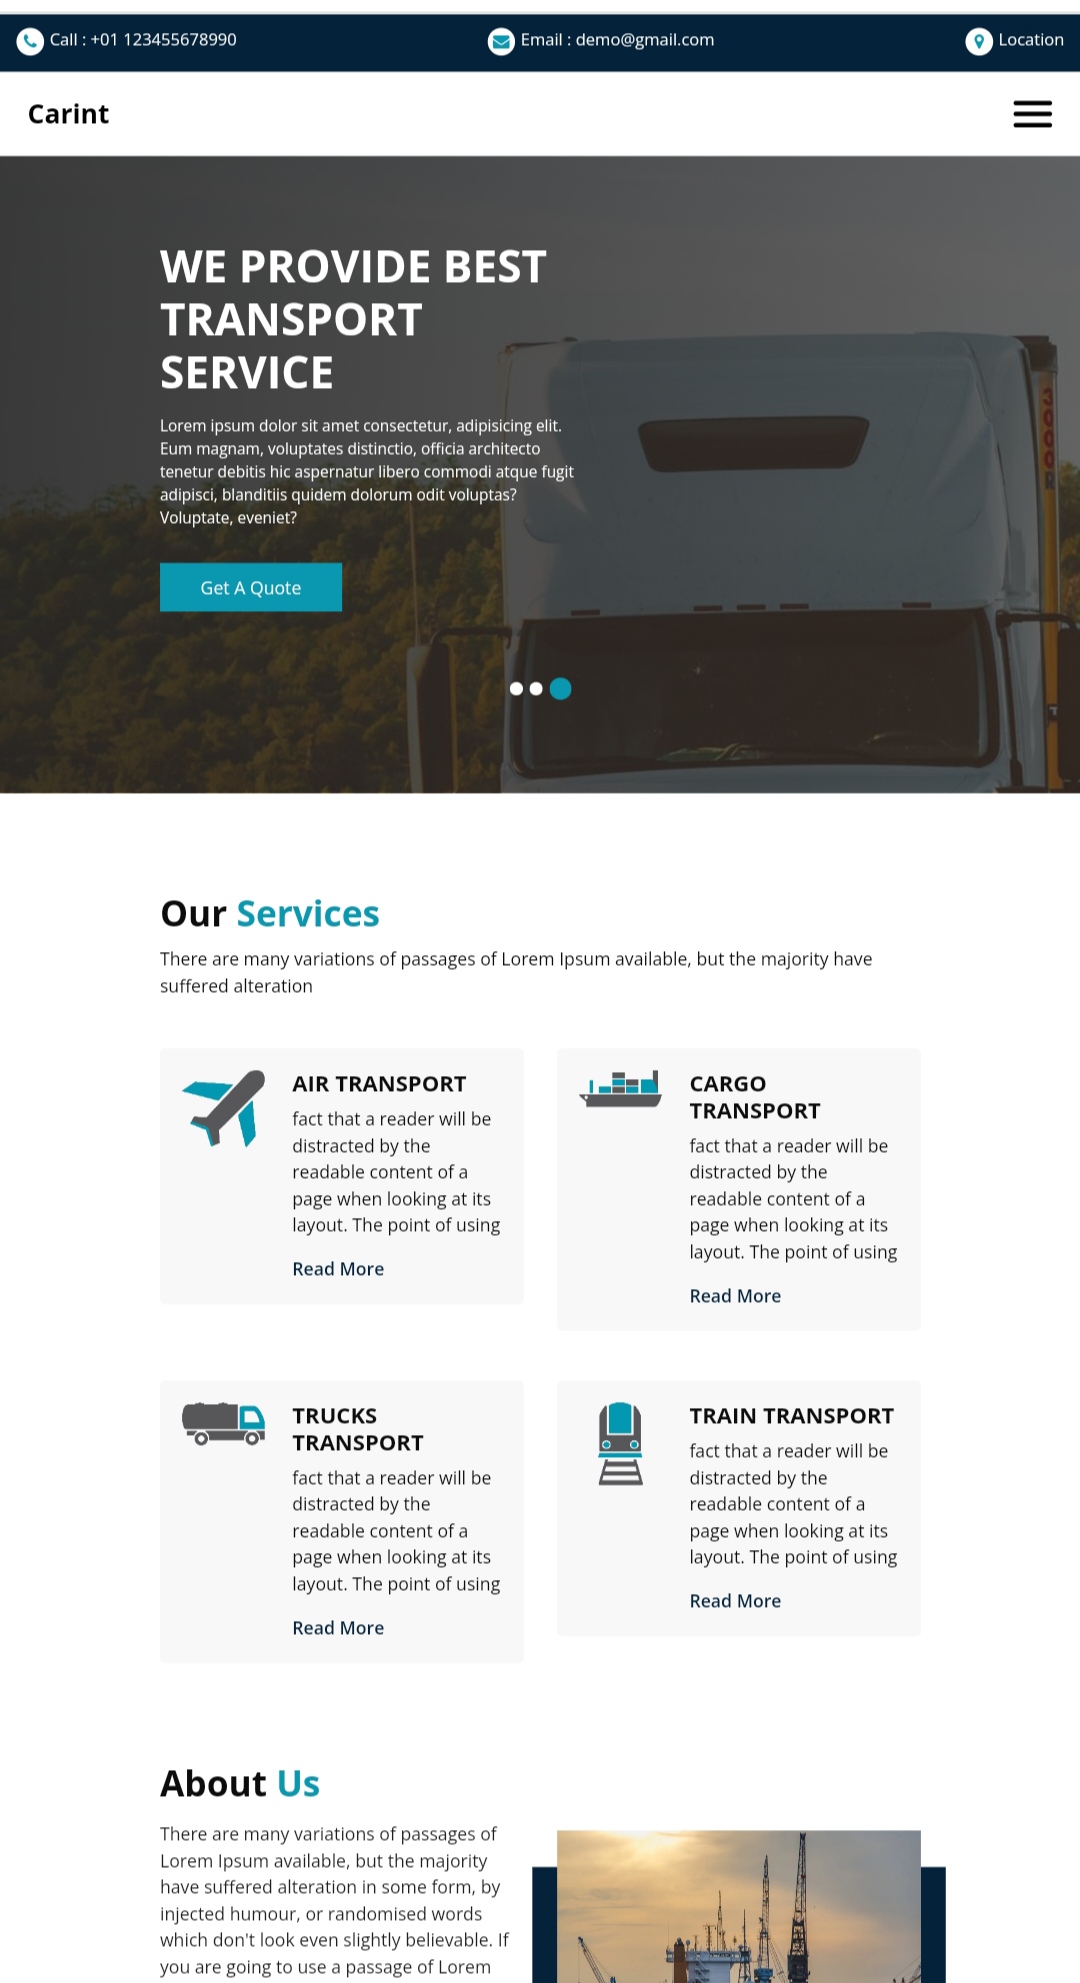 Call : +01 123455678990
Email : demo@gmail.com
Location
Carint
WE PROVIDE BEST
TRANSPORT
SERVICE
Lorem ipsum dolor sit amet consectetur, adipisicing elit.
Eum magnam, voluptates distinctio, officia architecto
tenetur debitis hic aspernatur libero commodi atque fugit
adipisci, blanditiis quidem dolorum odit voluptas?
Voluptate, eveniet?
Get A Quote
Our Services
There are many variations of passages of Lorem Ipsum available, but the majority have
suffered alteration
AIR TRANSPORT
fact that a reader will be
distracted by the
readable content of a
page when looking at its
layout. The point of using
Read More
CARGO
TRANSPORT
fact that a reader will be
distracted by the
readable content of a
page when looking at its
layout. The point of using
Read More
TRUCKS
TRANSPORT
fact that a reader will be
distracted by the
readable content of a
page when looking at its
layout. The point of using
Read More
TRAIN TRANSPORT
fact that a reader will be
distracted by the
readable content of a
page when looking at its
layout. The point of using
Read More
About Us
There are many variations of passages of
Lorem Ipsum available, but the majority
have suffered alteration in some form, by
injected humour, or randomised words
which don't look even slightly believable. If
you are going to use a passage of Lorem